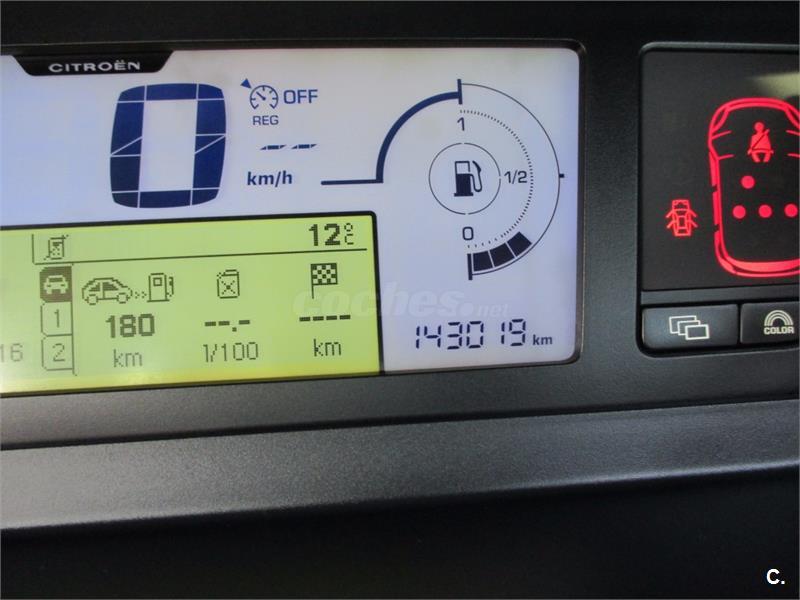 CITROËN
0
OFF
REG
-- --
km/h
1
1/2
0
12°C
1
2
16
180
km
--.-
1/100
----
km
coches.net
143019 km
COLOR
C.